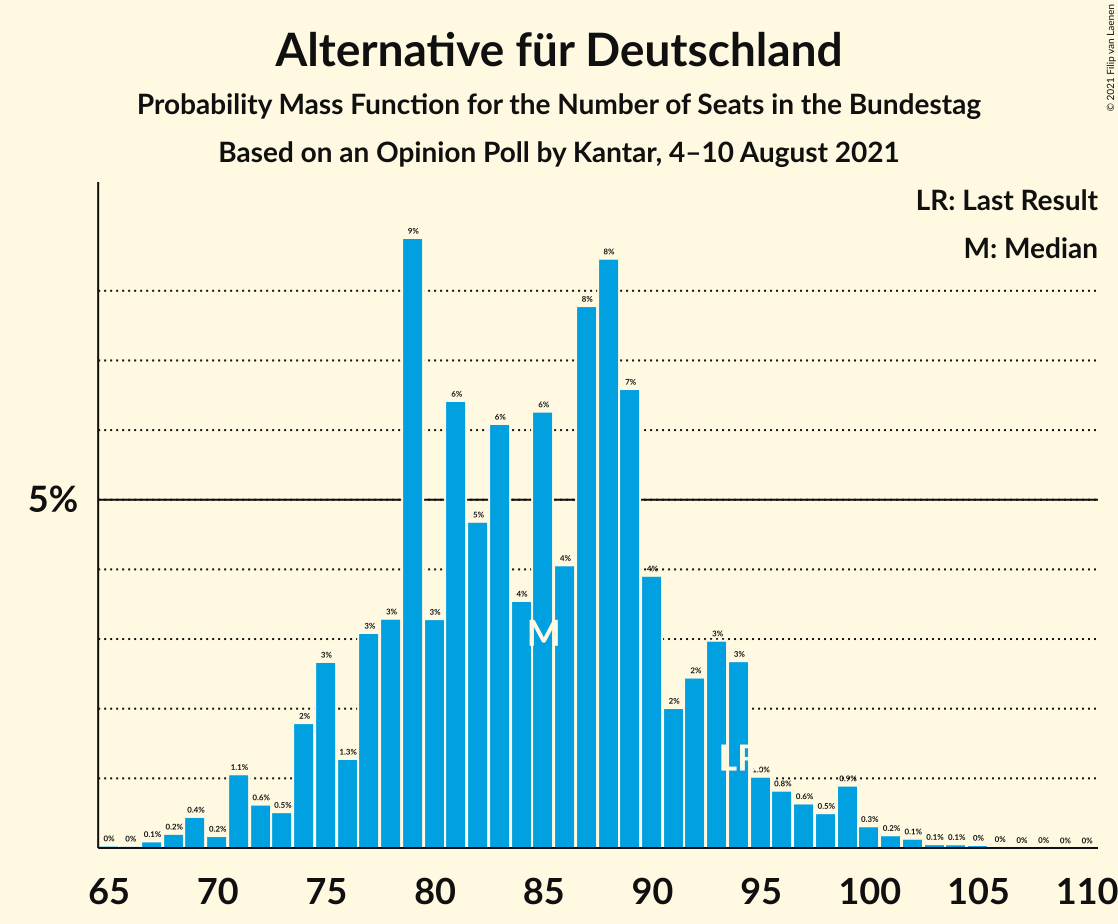 Alternative für Deutschland
Probability Mass Function for the Number of Seats in the Bundestag
Based on an Opinion Poll by Kantar, 4–10 August 2021
© 2021 Filip van Laenen
LR: Last Result
M: Median
5%
0% 0% 0.1% 0.2% 0.4% 0.2% 1.1% 0.6% 0.5% 2% 3% 1.3% 3% 3% 9% 3% 6% 5% 6% 4% 6% 4% 8% 8% 7% 4% 2% 2% 3% 3% 1.0% 0.8% 0.6% 0.5% 0.9% 0.3% 0.2% 0.1% 0.1% 0.1% 0% 0% 0% 0% 0% 0%
M
LR
65 70 75 80 85 90 95 100 105 110